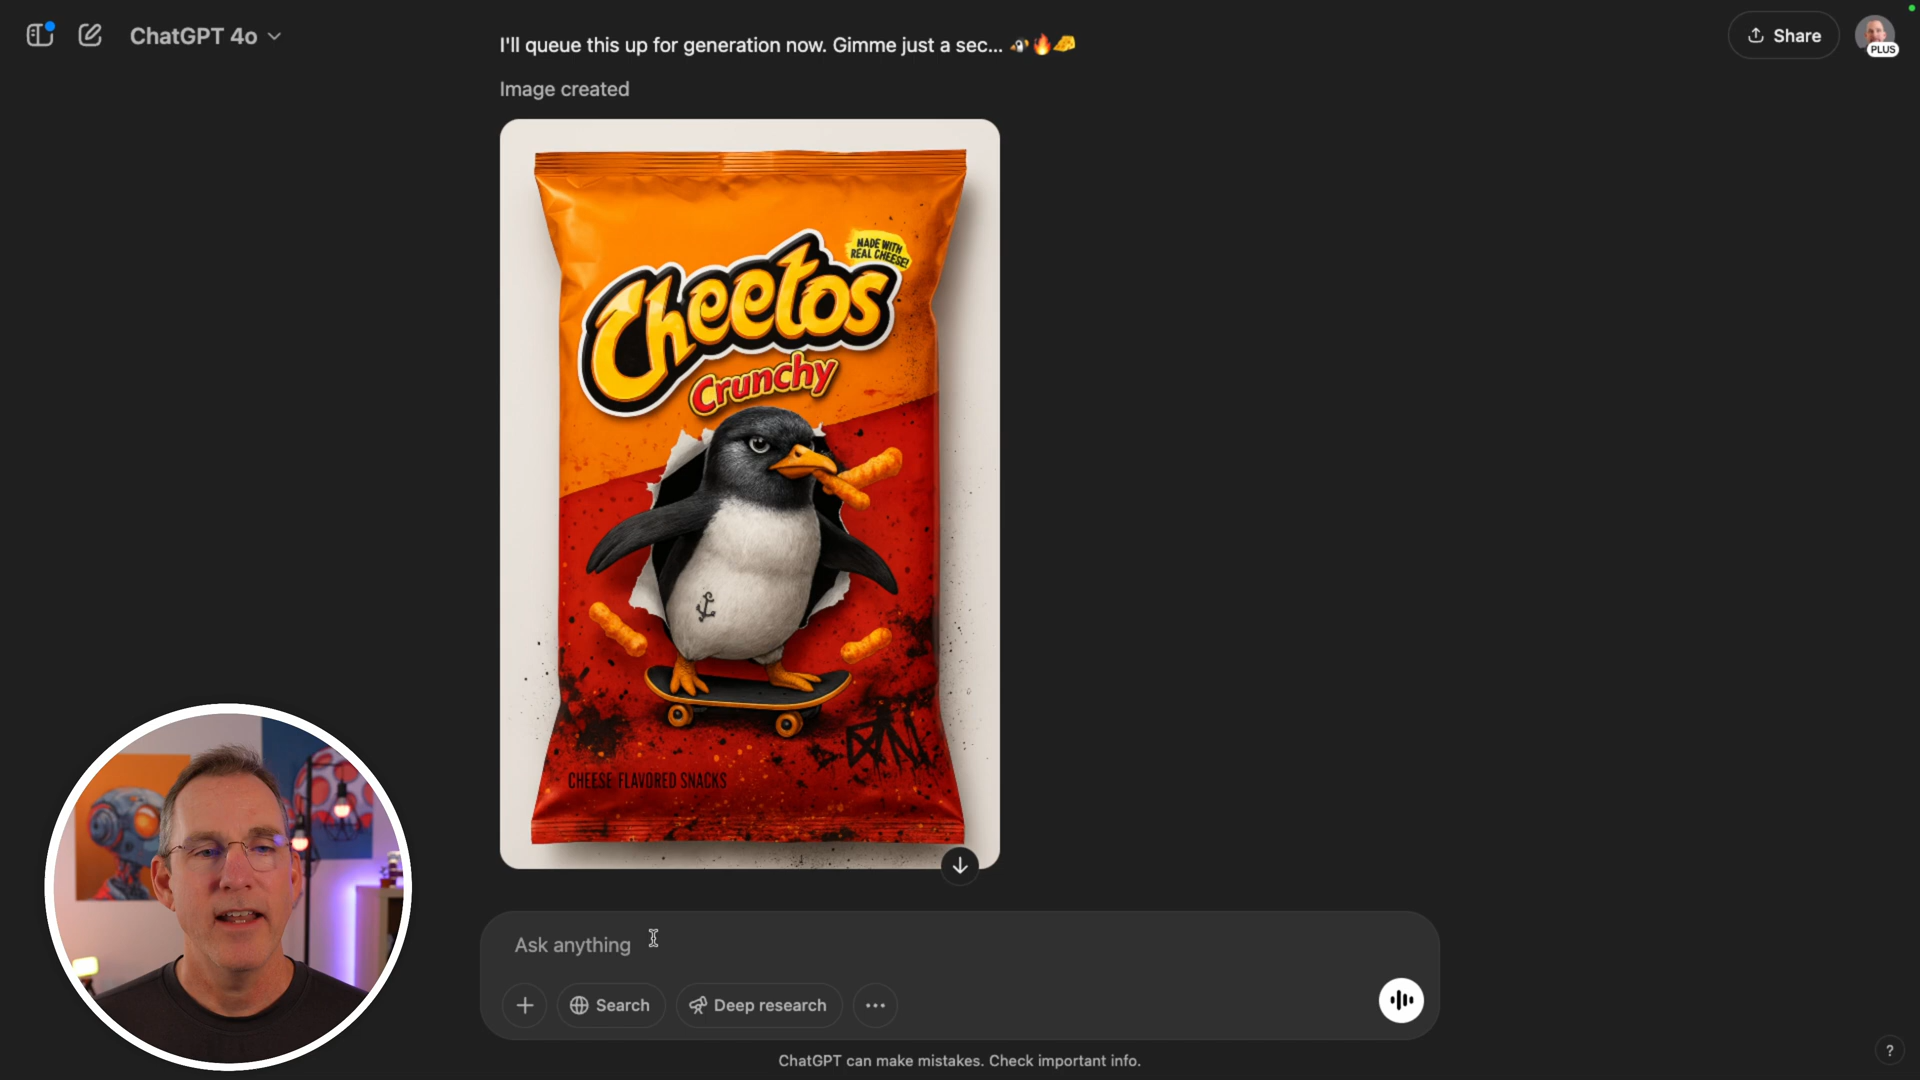 ChatGPT 4o
I'll queue this up for generation now. Gimme just a sec... 🐧🔥🧀
Share
PLUS
Image created
MADE WITH
REAL CHEESE!
Cheetos
Crunchy
CHEESE FLAVORED SNACKS
Ask anything
Search
Deep research
ChatGPT can make mistakes. Check important info.
?